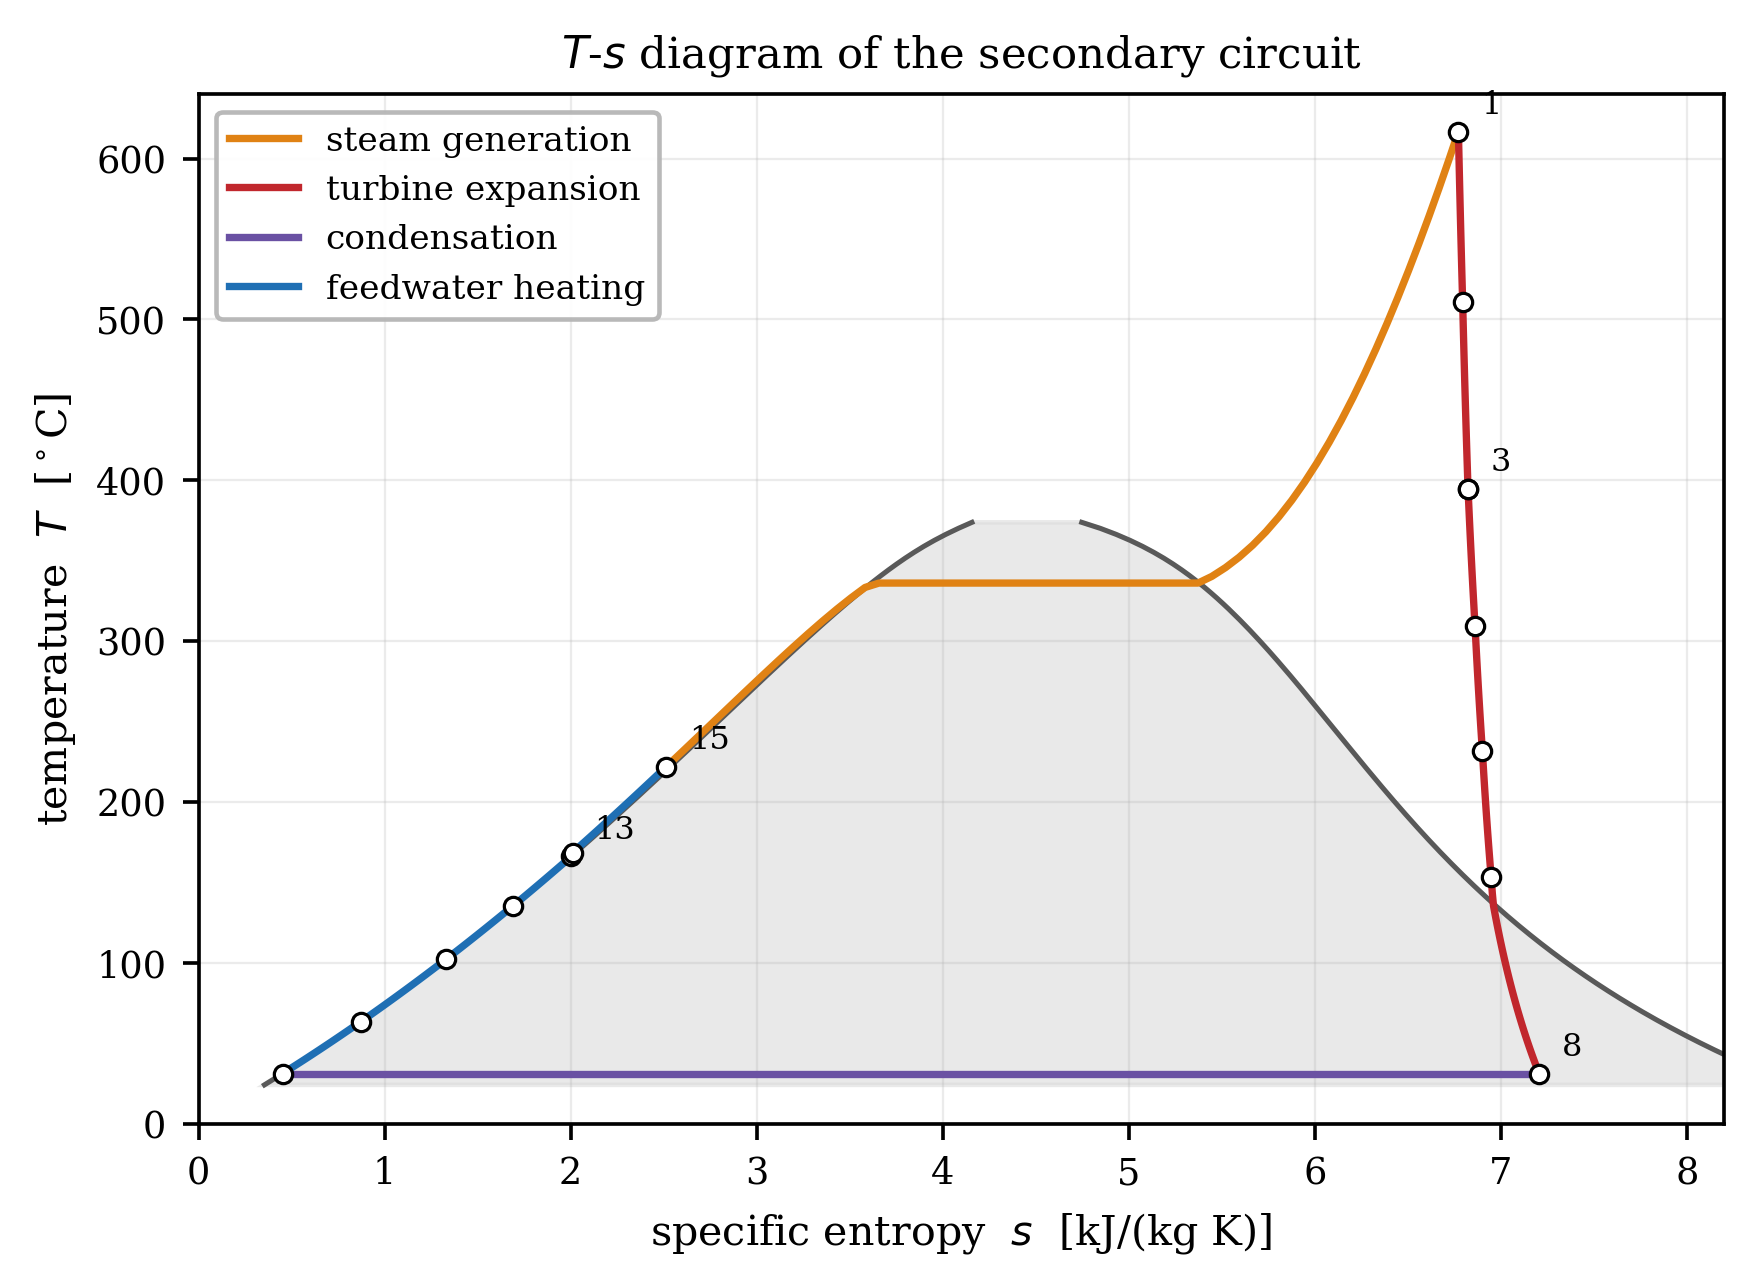 T-s diagram of the secondary circuit
steam generation
turbine expansion
condensation
feedwater heating
1
3
15
13
8
600
500
400
300
200
100
0
temperature T [°C]
0 1 2 3 4 5 6 7 8
specific entropy s [kJ/(kg K)]